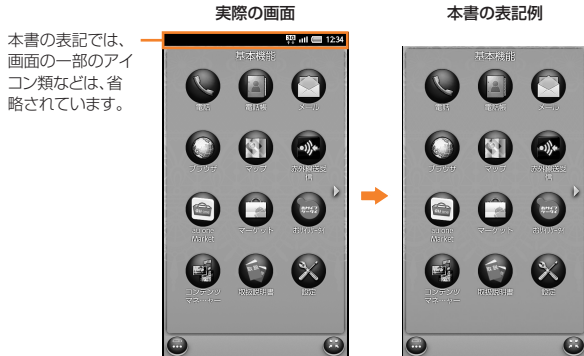 実際の画面
本書の表記例
本書の表記では、
画面の一部のアイ
コン類などは、省
略されています。
3G 12:34
基本機能
電話
電話帳
メール
ブラウザ
マップ
赤外線送受
信
au one
Market
マーケット
おサイフケータイ
コンテンツ
マネージャー
取扱説明書
設定
基本機能
電話
電話帳
メール
ブラウザ
マップ
赤外線送受
信
au one
Market
マーケット
おサイフケータイ
コンテンツ
マネージャー
取扱説明書
設定